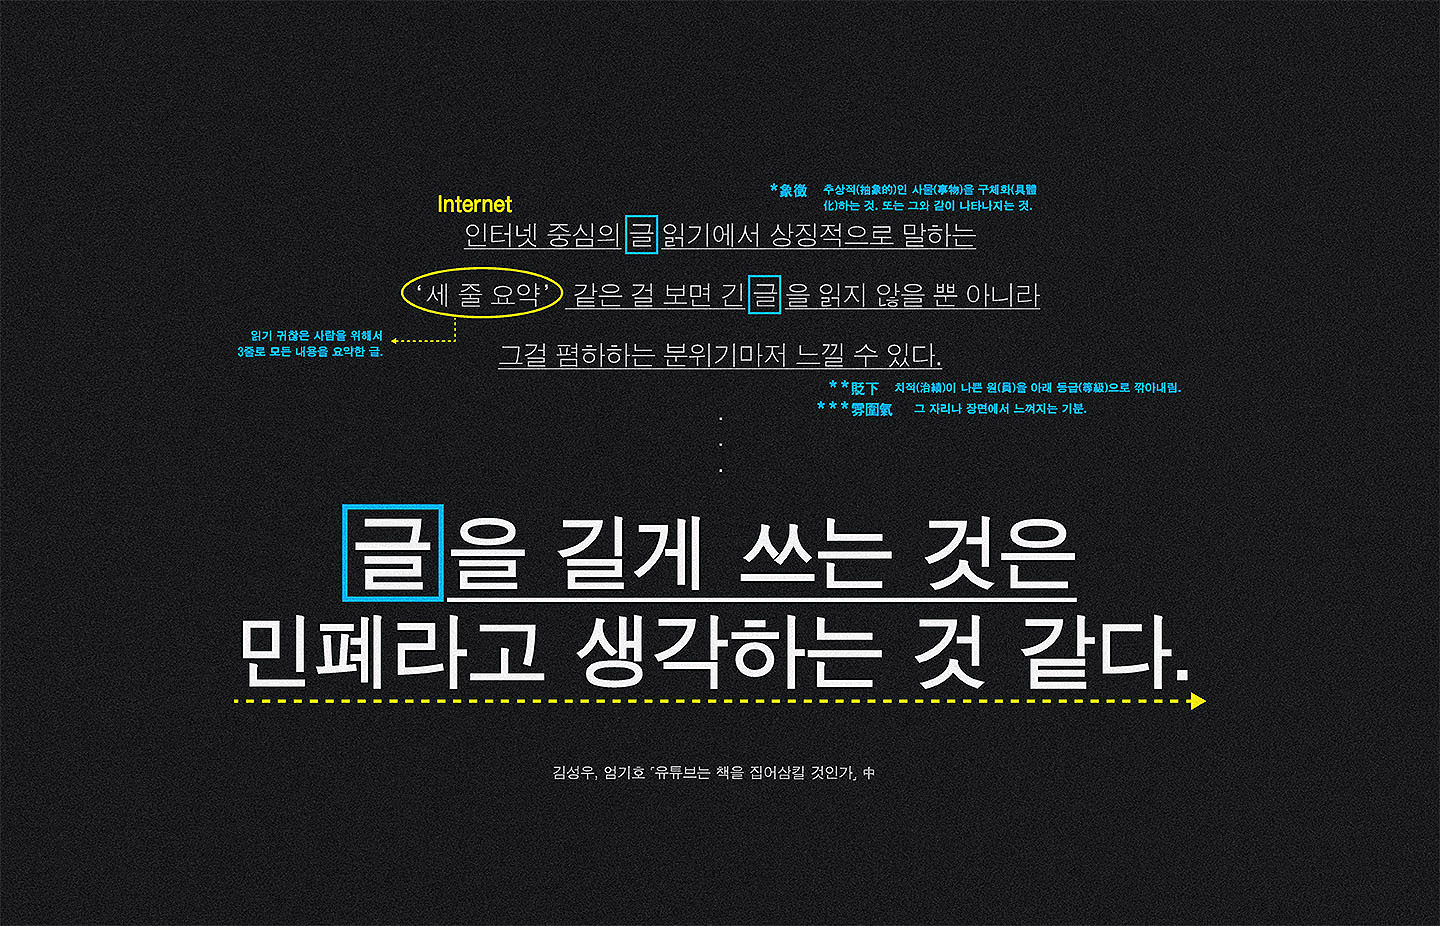 Internet
*象徵 추상적(抽象的)인 사물(事物)을 구체화(具體
化)하는 것. 또는 그와 같이 나타나지는 것.
인터넷 중심의 글 읽기에서 상징적으로 말하는
‘세 줄 요약’ 같은 걸 보면 긴 글을 읽지 않을 뿐 아니라
읽기 귀찮은 사람을 위해서
3줄로 모든 내용을 요약한 글.
그걸 폄하하는 분위기마저 느낄 수 있다.
**貶下 치적(治績)이 나쁜 원(員)을 아래 등급(等級)으로 깎아내림.
***雰圍氣 그 자리나 장면에서 느껴지는 기분.
글을 길게 쓰는 것은
민폐라고 생각하는 것 같다.
김성우, 엄기호 「유튜브는 책을 집어삼킬 것인가」 中